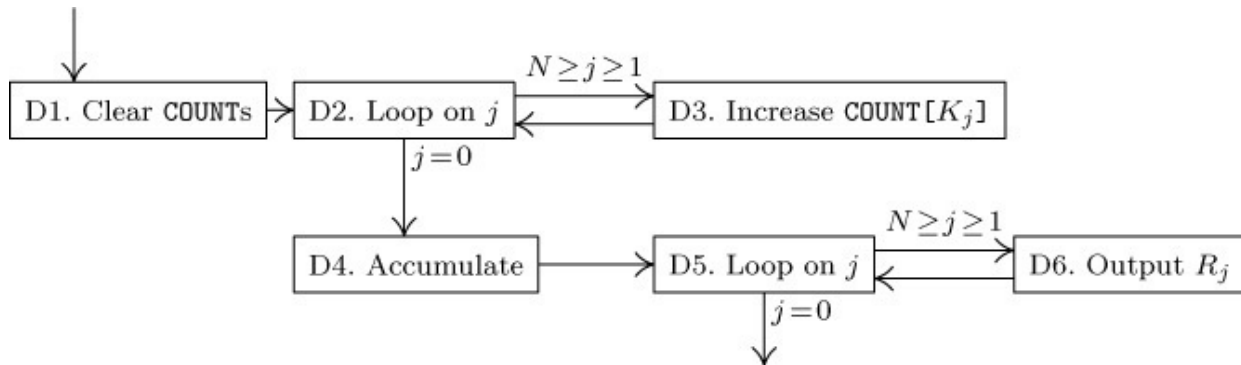 N ≥ j ≥ 1
D1. Clear COUNTs D2. Loop on j D3. Increase COUNT[K_j]
j = 0
N ≥ j ≥ 1
D4. Accumulate D5. Loop on j D6. Output R_j
j = 0